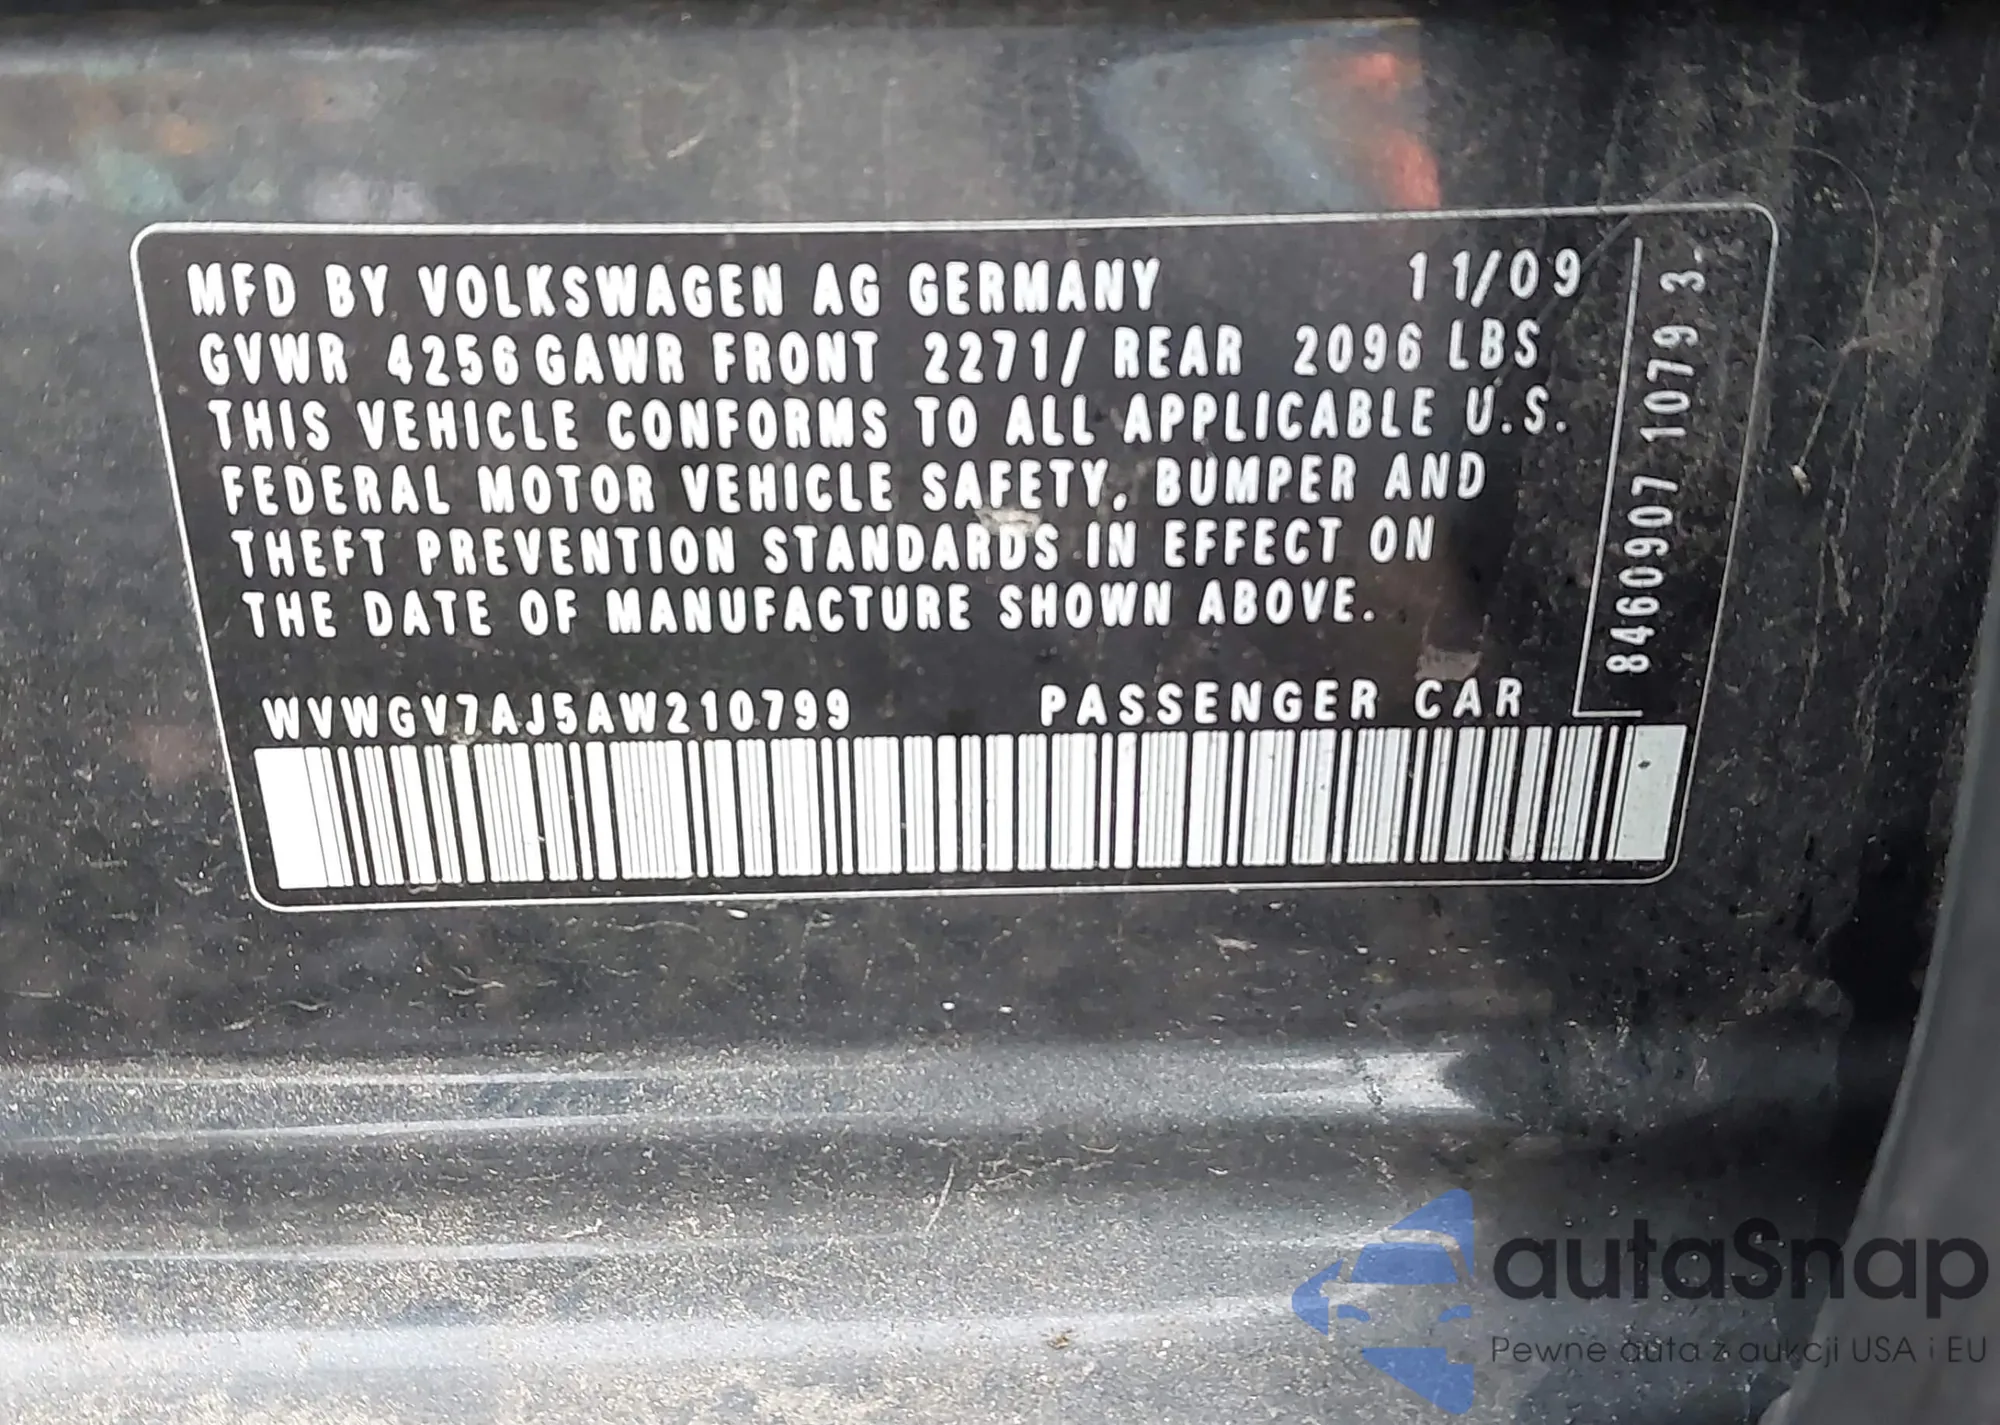 MFD BY VOLKSWAGEN AG GERMANY 11/09
GVWR 4256 GAWR FRONT 2271/ REAR 2096 LBS
THIS VEHICLE CONFORMS TO ALL APPLICABLE U.S.
FEDERAL MOTOR VEHICLE SAFETY, BUMPER AND
THEFT PREVENTION STANDARDS IN EFFECT ON
THE DATE OF MANUFACTURE SHOWN ABOVE.
WVWGV7AJ5AW210799 PASSENGER CAR
8460907 1079 3
autaSnap
Pewne auta z aukcji USA i EU